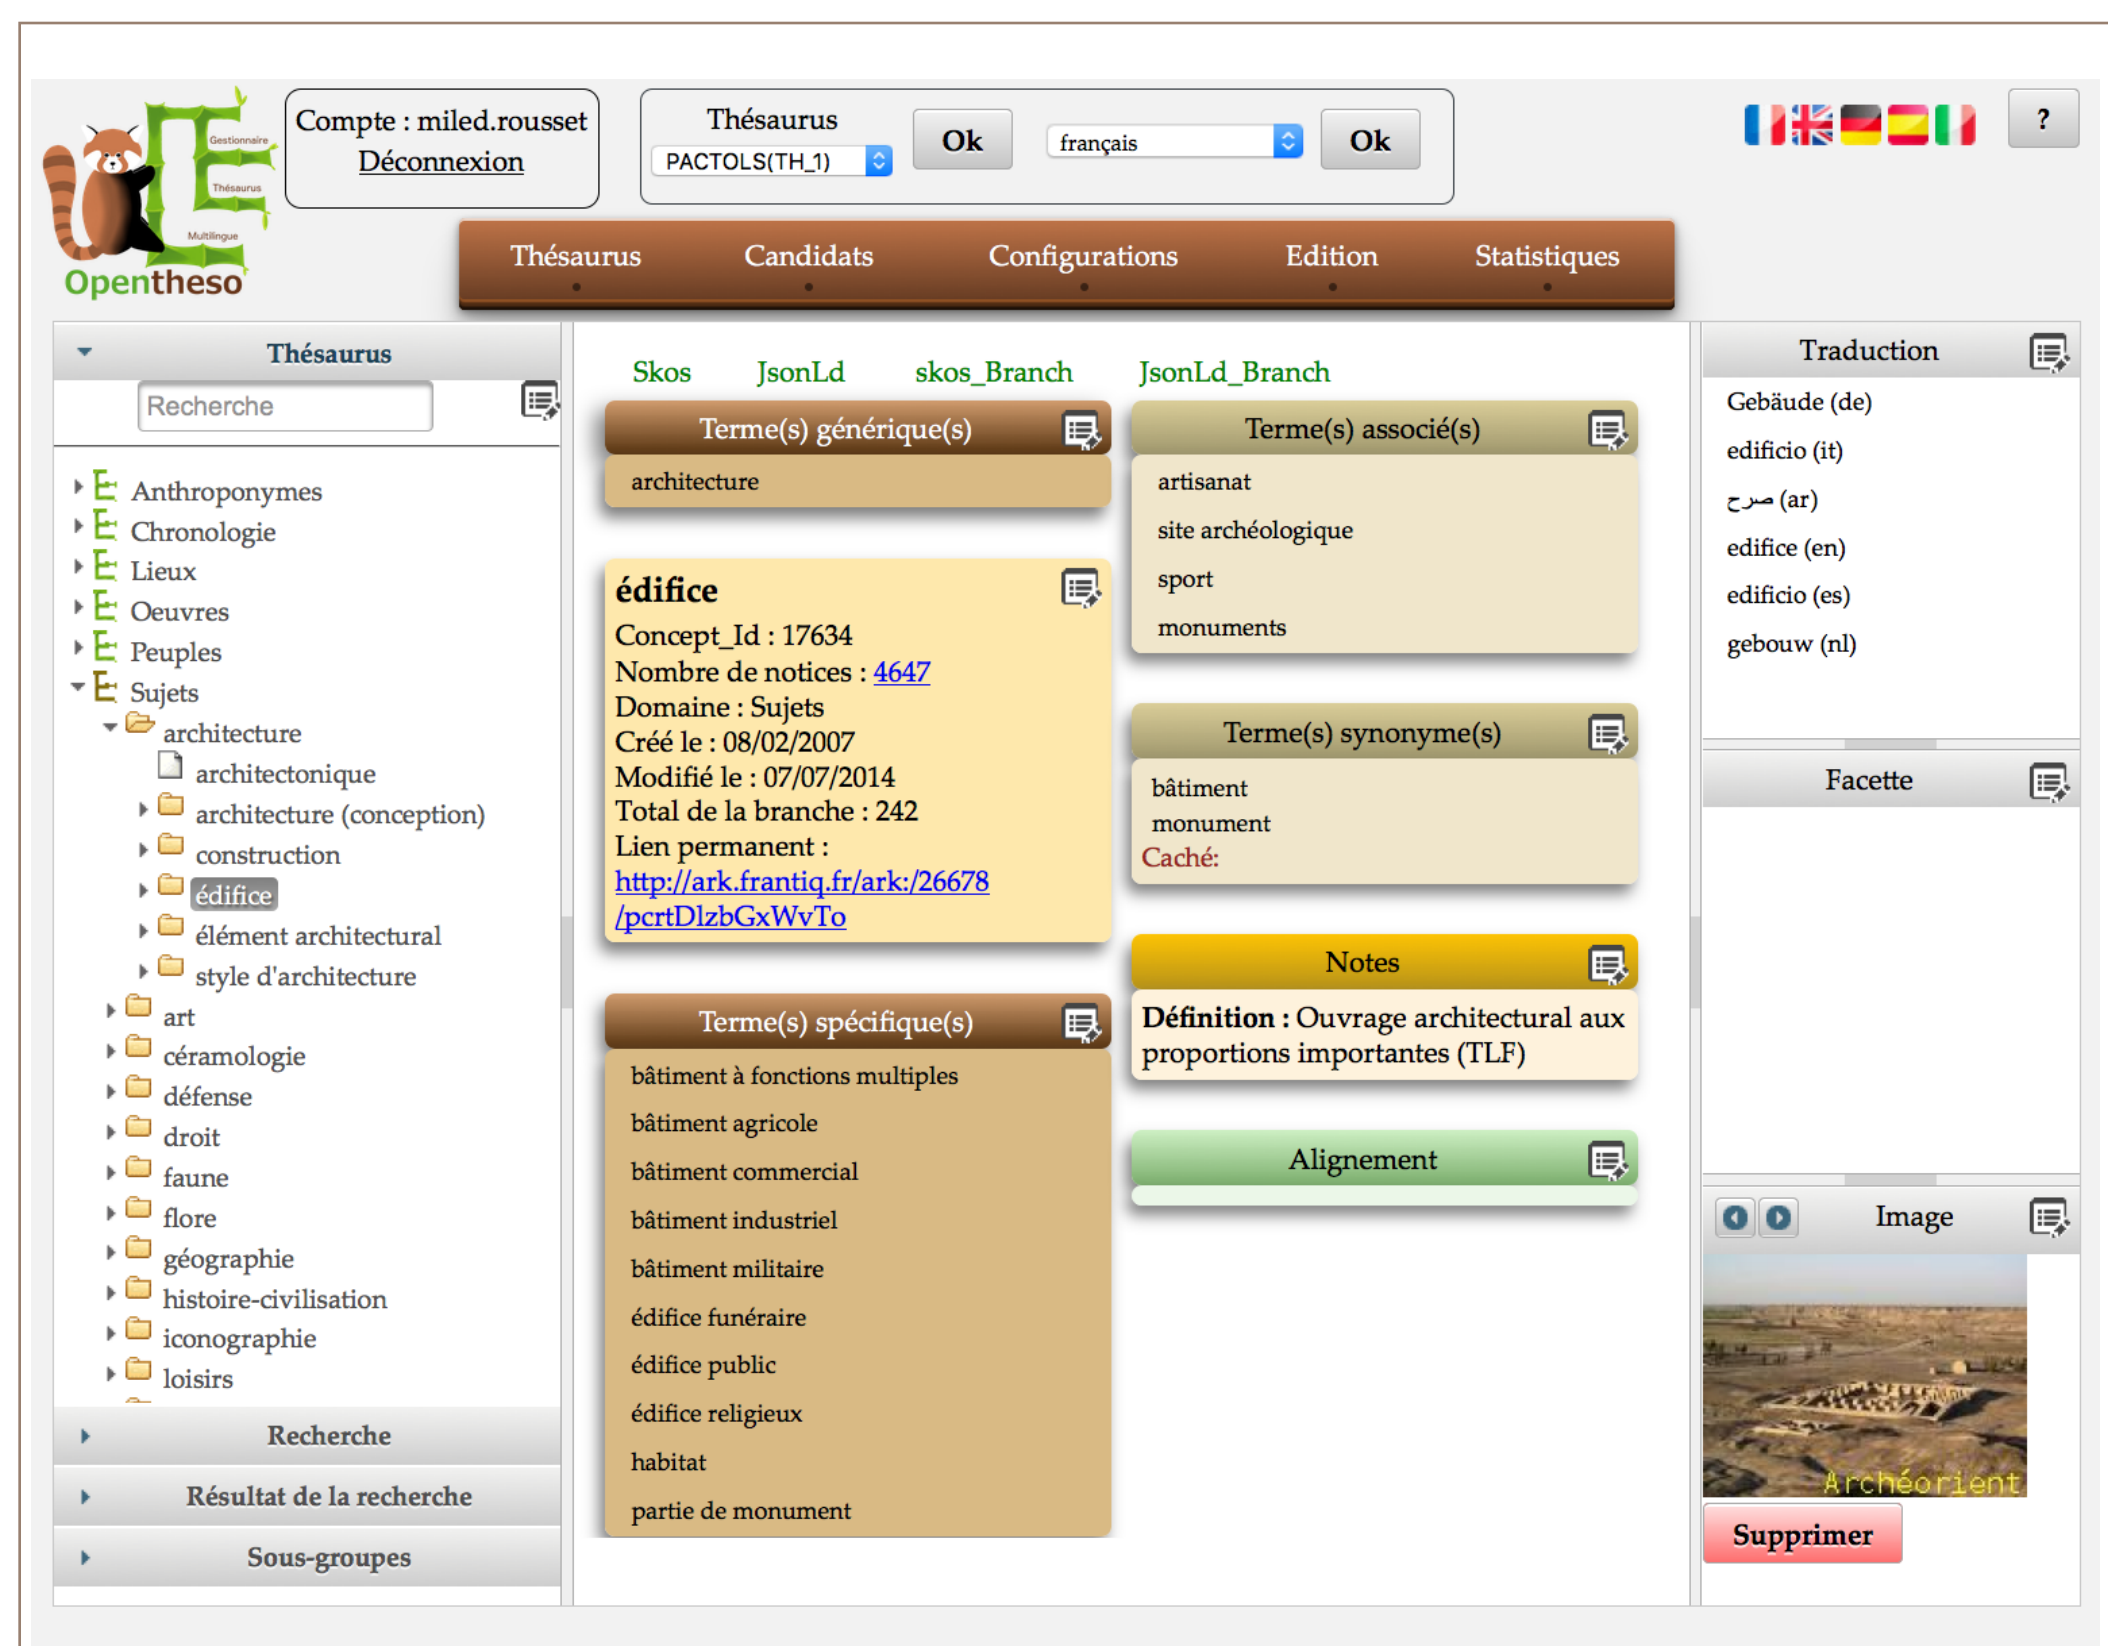 Gestionnaire
Thésaurus
Multilingue
Opentheso
Compte : miled.rousset
Déconnexion
Thésaurus
PACTOLS(TH_1)
Ok
français
Ok
?
Thésaurus
Candidats
Configurations
Edition
Statistiques
Thésaurus
Recherche
Anthroponymes
Chronologie
Lieux
Oeuvres
Peuples
Sujets
architecture
architectonique
architecture (conception)
construction
édifice
élément architectural
style d'architecture
art
céramologie
défense
droit
faune
flore
géographie
histoire-civilisation
iconographie
loisirs
Recherche
Résultat de la recherche
Sous-groupes
Skos
JsonLd
skos_Branch
JsonLd_Branch
Terme(s) générique(s)
architecture
édifice
Concept_Id : 17634
Nombre de notices : 4647
Domaine : Sujets
Créé le : 08/02/2007
Modifié le : 07/07/2014
Total de la branche : 242
Lien permanent :
http://ark.frantiq.fr/ark:/26678
/pcrtDlzbGxWvTo
Terme(s) spécifique(s)
bâtiment à fonctions multiples
bâtiment agricole
bâtiment commercial
bâtiment industriel
bâtiment militaire
édifice funéraire
édifice public
édifice religieux
habitat
partie de monument
Terme(s) associé(s)
artisanat
site archéologique
sport
monuments
Terme(s) synonyme(s)
bâtiment
monument
Caché:
Notes
Définition : Ouvrage architectural aux
proportions importantes (TLF)
Alignement
Traduction
Gebäude (de)
edificio (it)
صرح (ar)
edifice (en)
edificio (es)
gebouw (nl)
Facette
Image
Archéorient
Supprimer